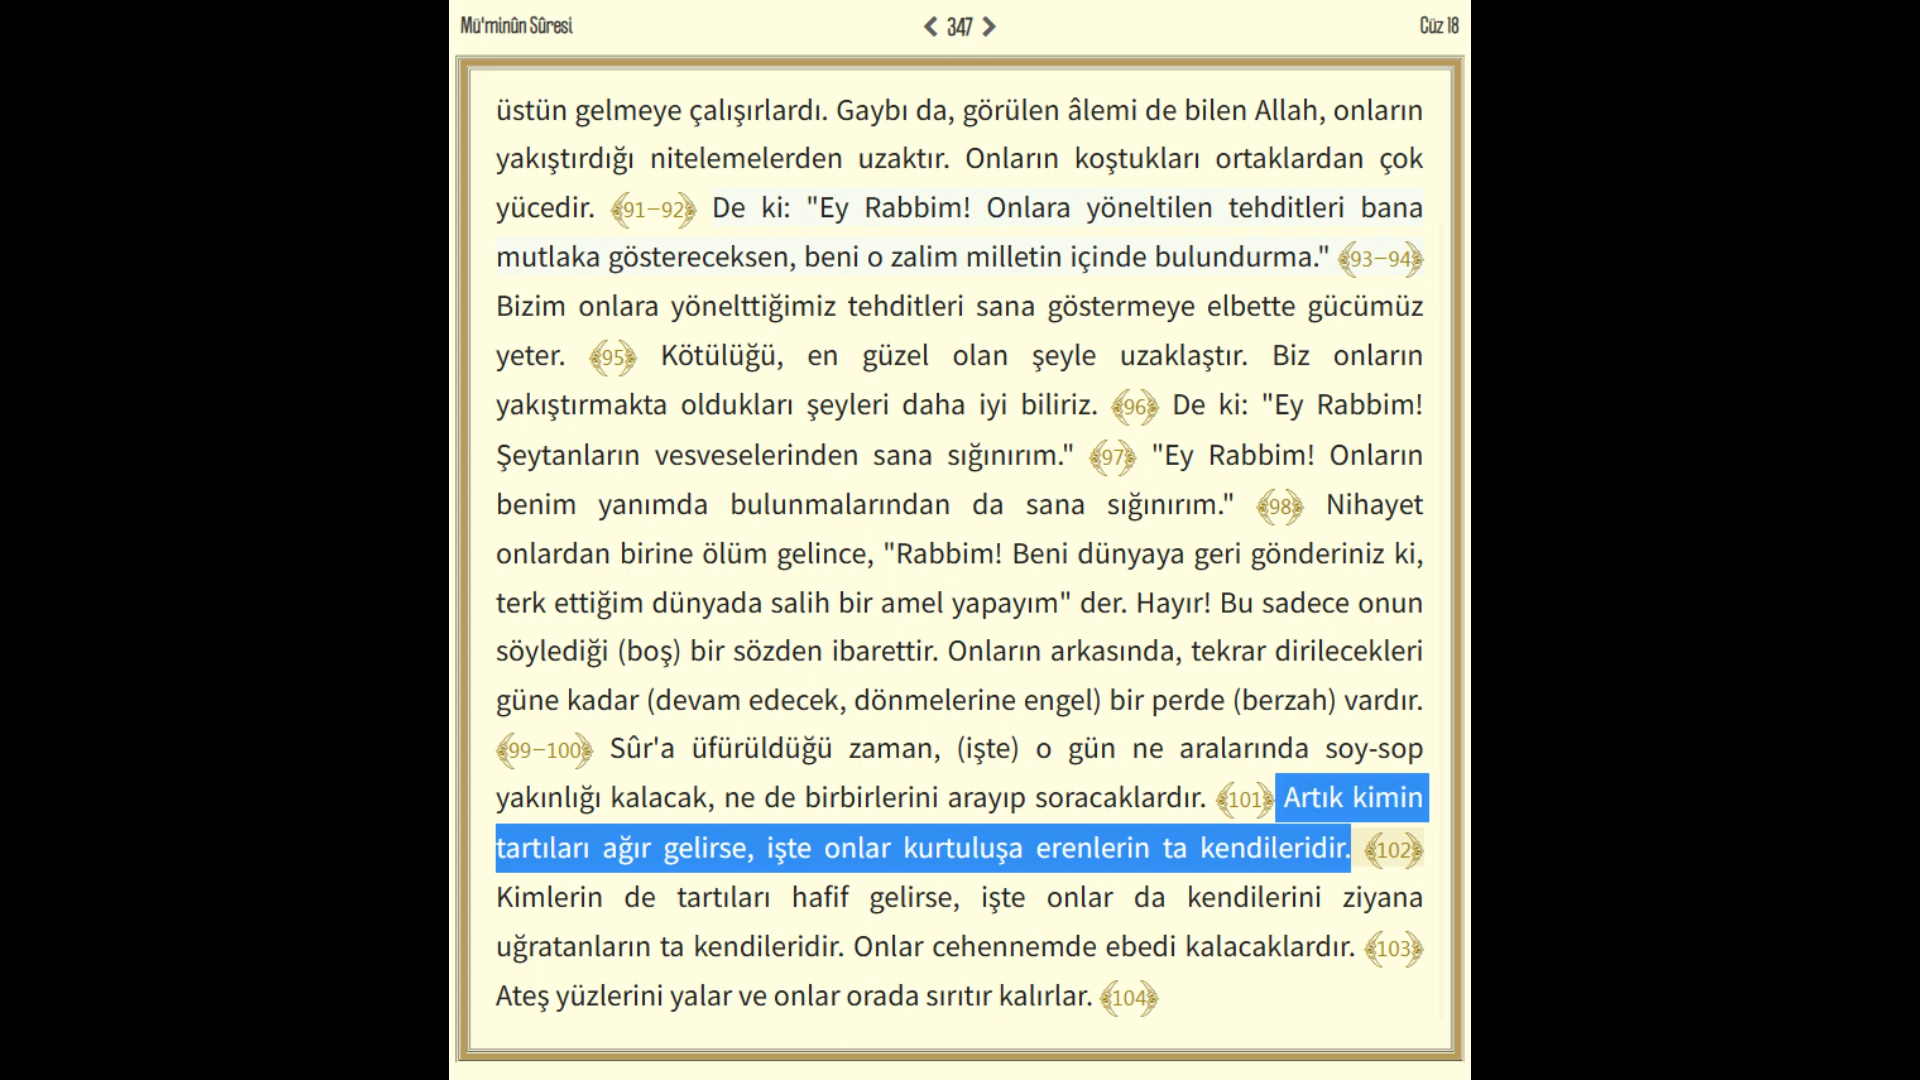 Mü'minûn Sûresi
347
Cüz 18
üstün gelmeye çalışırlardı. Gaybı da, görülen âlemi de bilen Allah, onların
yakıştırdığı nitelemelerden uzaktır. Onların koştukları ortaklardan çok
yücedir. 91–92 De ki: "Ey Rabbim! Onlara yöneltilen tehditleri bana
mutlaka göstereceksen, beni o zalim milletin içinde bulundurma." 93–94
Bizim onlara yönelttiğimiz tehditleri sana göstermeye elbette gücümüz
yeter. 95 Kötülüğü, en güzel olan şeyle uzaklaştır. Biz onların
yakıştırmakta oldukları şeyleri daha iyi biliriz. 96 De ki: "Ey Rabbim!
Şeytanların vesveselerinden sana sığınırım." 97 "Ey Rabbim! Onların
benim yanımda bulunmalarından da sana sığınırım." 98 Nihayet
onlardan birine ölüm gelince, "Rabbim! Beni dünyaya geri gönderiniz ki,
terk ettiğim dünyada salih bir amel yapayım" der. Hayır! Bu sadece onun
söylediği (boş) bir sözden ibarettir. Onların arkasında, tekrar dirilecekleri
güne kadar (devam edecek, dönmelerine engel) bir perde (berzah) vardır.
99–100 Sûr'a üfürüldüğü zaman, (işte) o gün ne aralarında soy-sop
yakınlığı kalacak, ne de birbirlerini arayıp soracaklardır. 101 Artık kimin
tartıları ağır gelirse, işte onlar kurtuluşa erenlerin ta kendileridir. 102
Kimlerin de tartıları hafif gelirse, işte onlar da kendilerini ziyana
uğratanların ta kendileridir. Onlar cehennemde ebedi kalacaklardır. 103
Ateş yüzlerini yalar ve onlar orada sırıtır kalırlar. 104